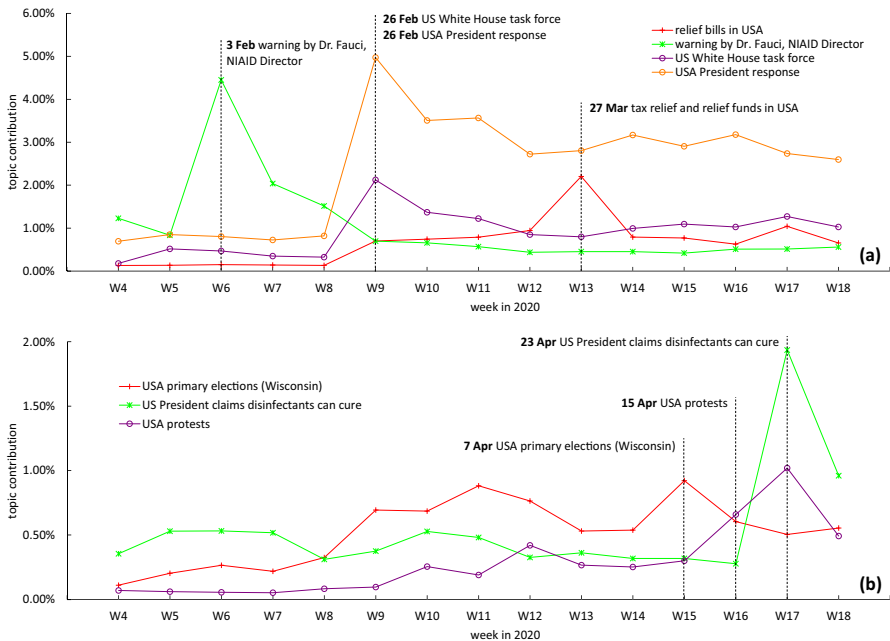 (a)
topic contribution
6.00%
5.00%
4.00%
3.00%
2.00%
1.00%
0.00%
3 Feb warning by Dr. Fauci,
NIAID Director
26 Feb US White House task force
26 Feb USA President response
27 Mar tax relief and relief funds in USA
relief bills in USA
warning by Dr. Fauci, NIAID Director
US White House task force
USA President response
W4 W5 W6 W7 W8 W9 W10 W11 W12 W13 W14 W15 W16 W17 W18
week in 2020
(b)
topic contribution
2.00%
1.50%
1.00%
0.50%
0.00%
23 Apr US President claims disinfectants can cure
15 Apr USA protests
7 Apr USA primary elections (Wisconsin)
USA primary elections (Wisconsin)
US President claims disinfectants can cure
USA protests
W4 W5 W6 W7 W8 W9 W10 W11 W12 W13 W14 W15 W16 W17 W18
week in 2020